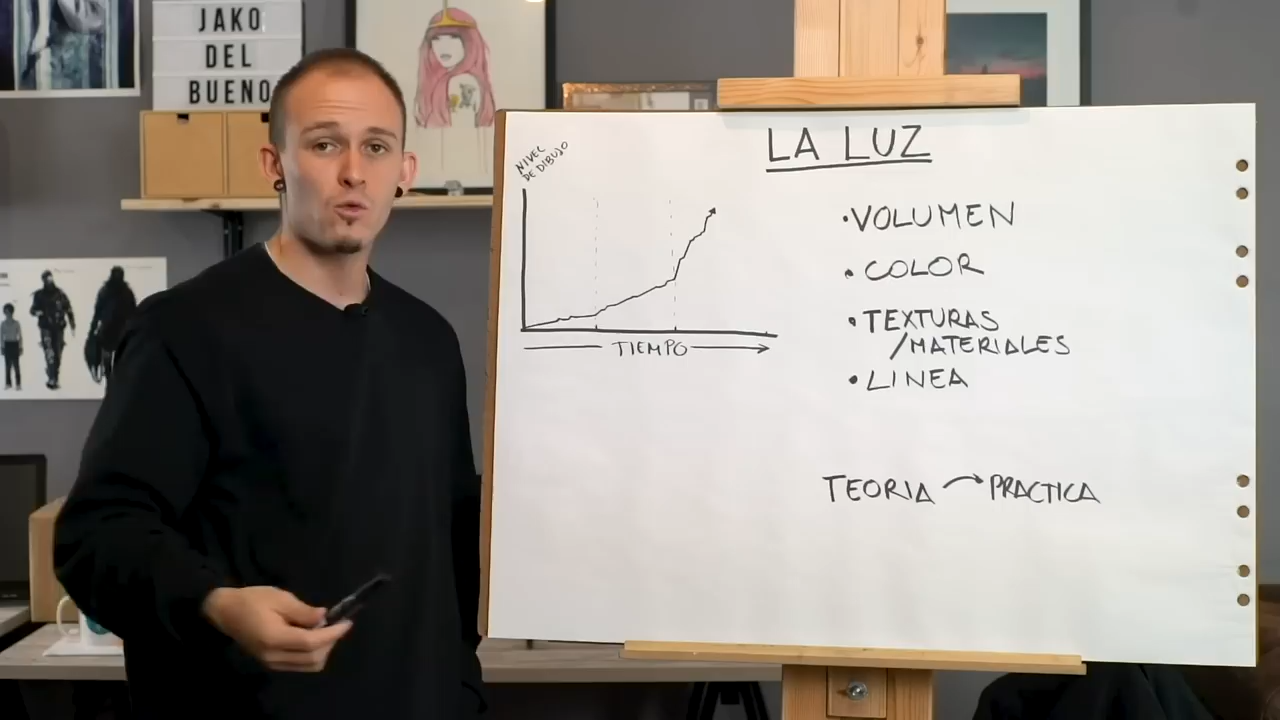 JAKO
DEL
BUENO
NIVEL
DE DIBUJO
TIEMPO
LA LUZ
•VOLUMEN
•COLOR
•TEXTURAS
/MATERIALES
•LINEA
TEORIA → PRACTICA